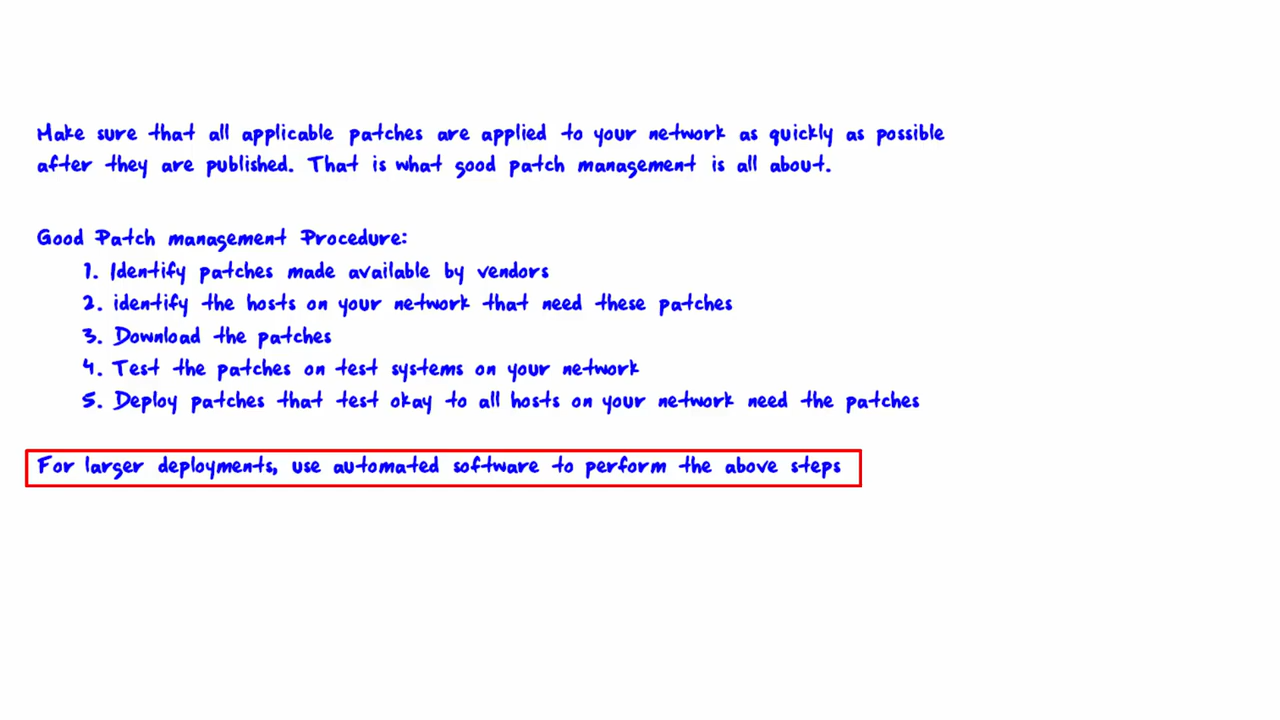 Make sure that all applicable patches are applied to your network as quickly as possible
after they are published. That is what good patch management is all about.
Good Patch management Procedure:
1. Identify patches made available by vendors
2. identify the hosts on your network that need these patches
3. Download the patches
4. Test the patches on test systems on your network
5. Deploy patches that test okay to all hosts on your network need the patches
For larger deployments, use automated software to perform the above steps